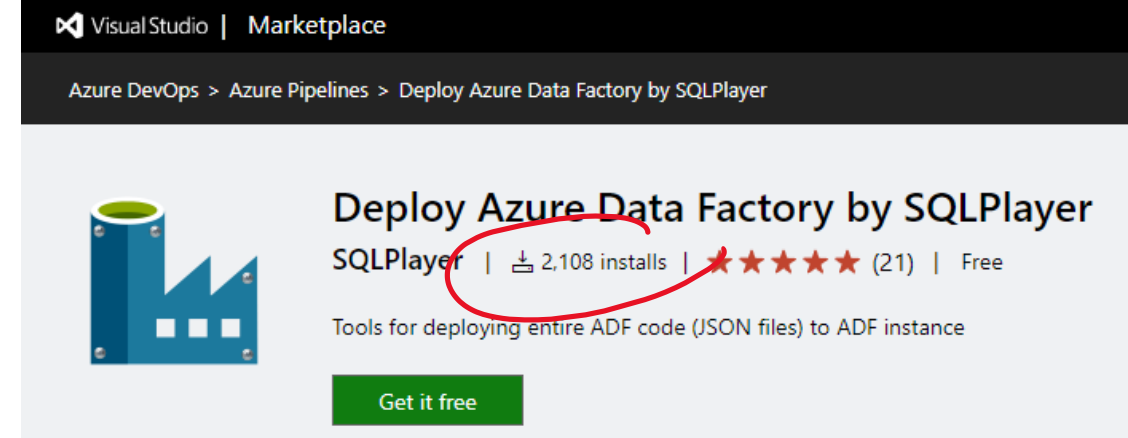 Visual Studio | Marketplace
Azure DevOps > Azure Pipelines > Deploy Azure Data Factory by SQLPlayer
Deploy Azure Data Factory by SQLPlayer
SQLPlayer | 2,108 installs | ★★★★★ (21) | Free
Tools for deploying entire ADF code (JSON files) to ADF instance
Get it free